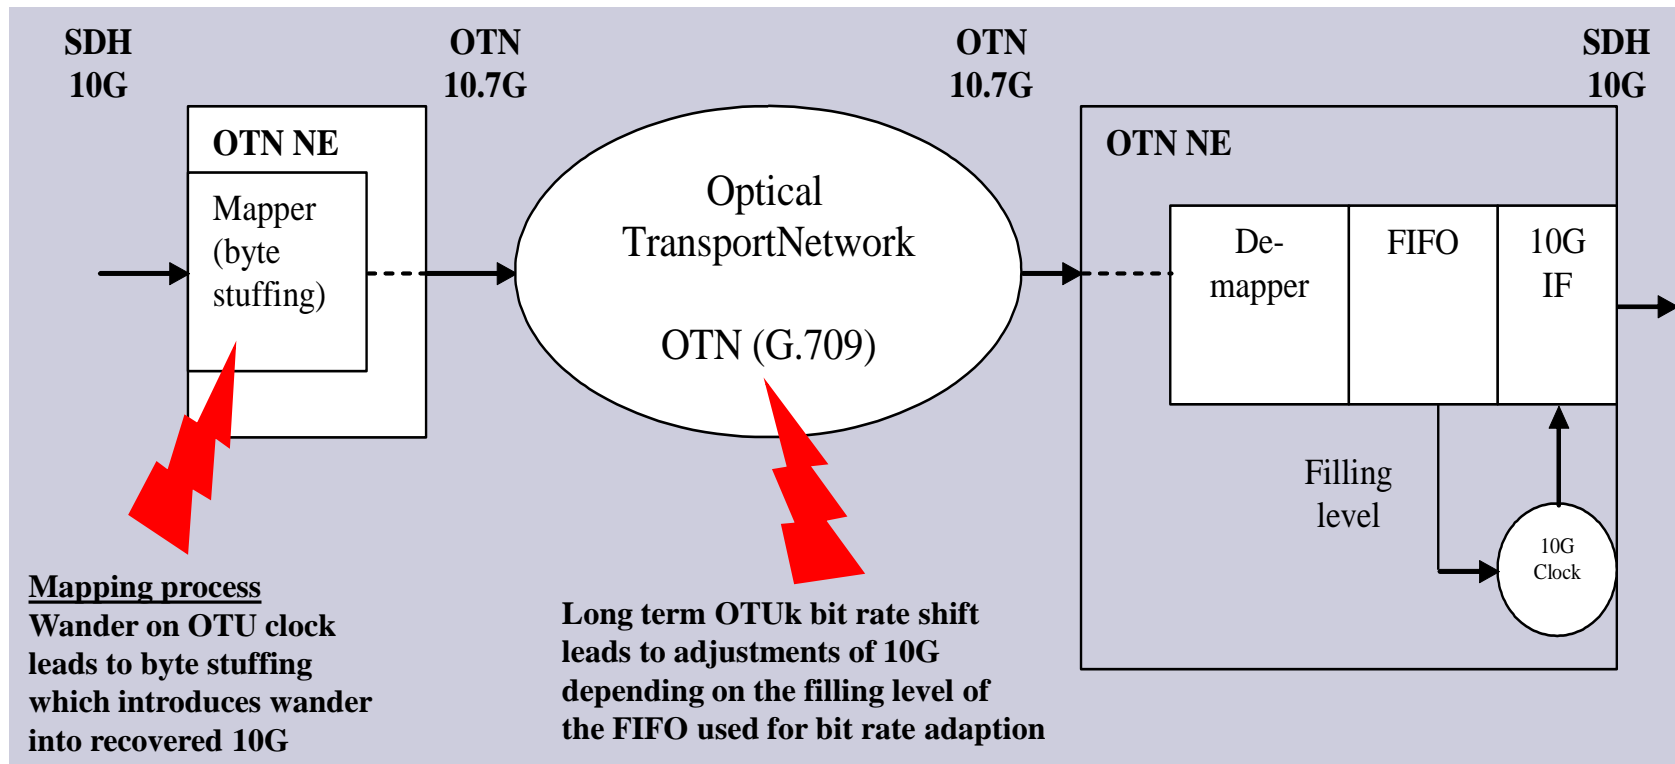 SDH
10G
OTN
10.7G
OTN
10.7G
SDH
10G
OTN NE
Mapper
(byte
stuffing)
Optical
TransportNetwork
OTN (G.709)
OTN NE
De-
mapper
FIFO
10G
IF
Filling
level
10G
Clock
Mapping process
Wander on OTU clock
leads to byte stuffing
which introduces wander
into recovered 10G
Long term OTUk bit rate shift
leads to adjustments of 10G
depending on the filling level of
the FIFO used for bit rate adaption